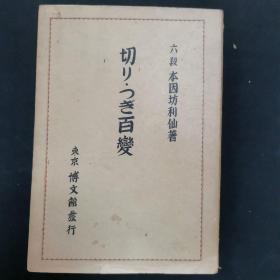 六段 本因坊利仙著
切り・つぎ百變
東京 博文館發行